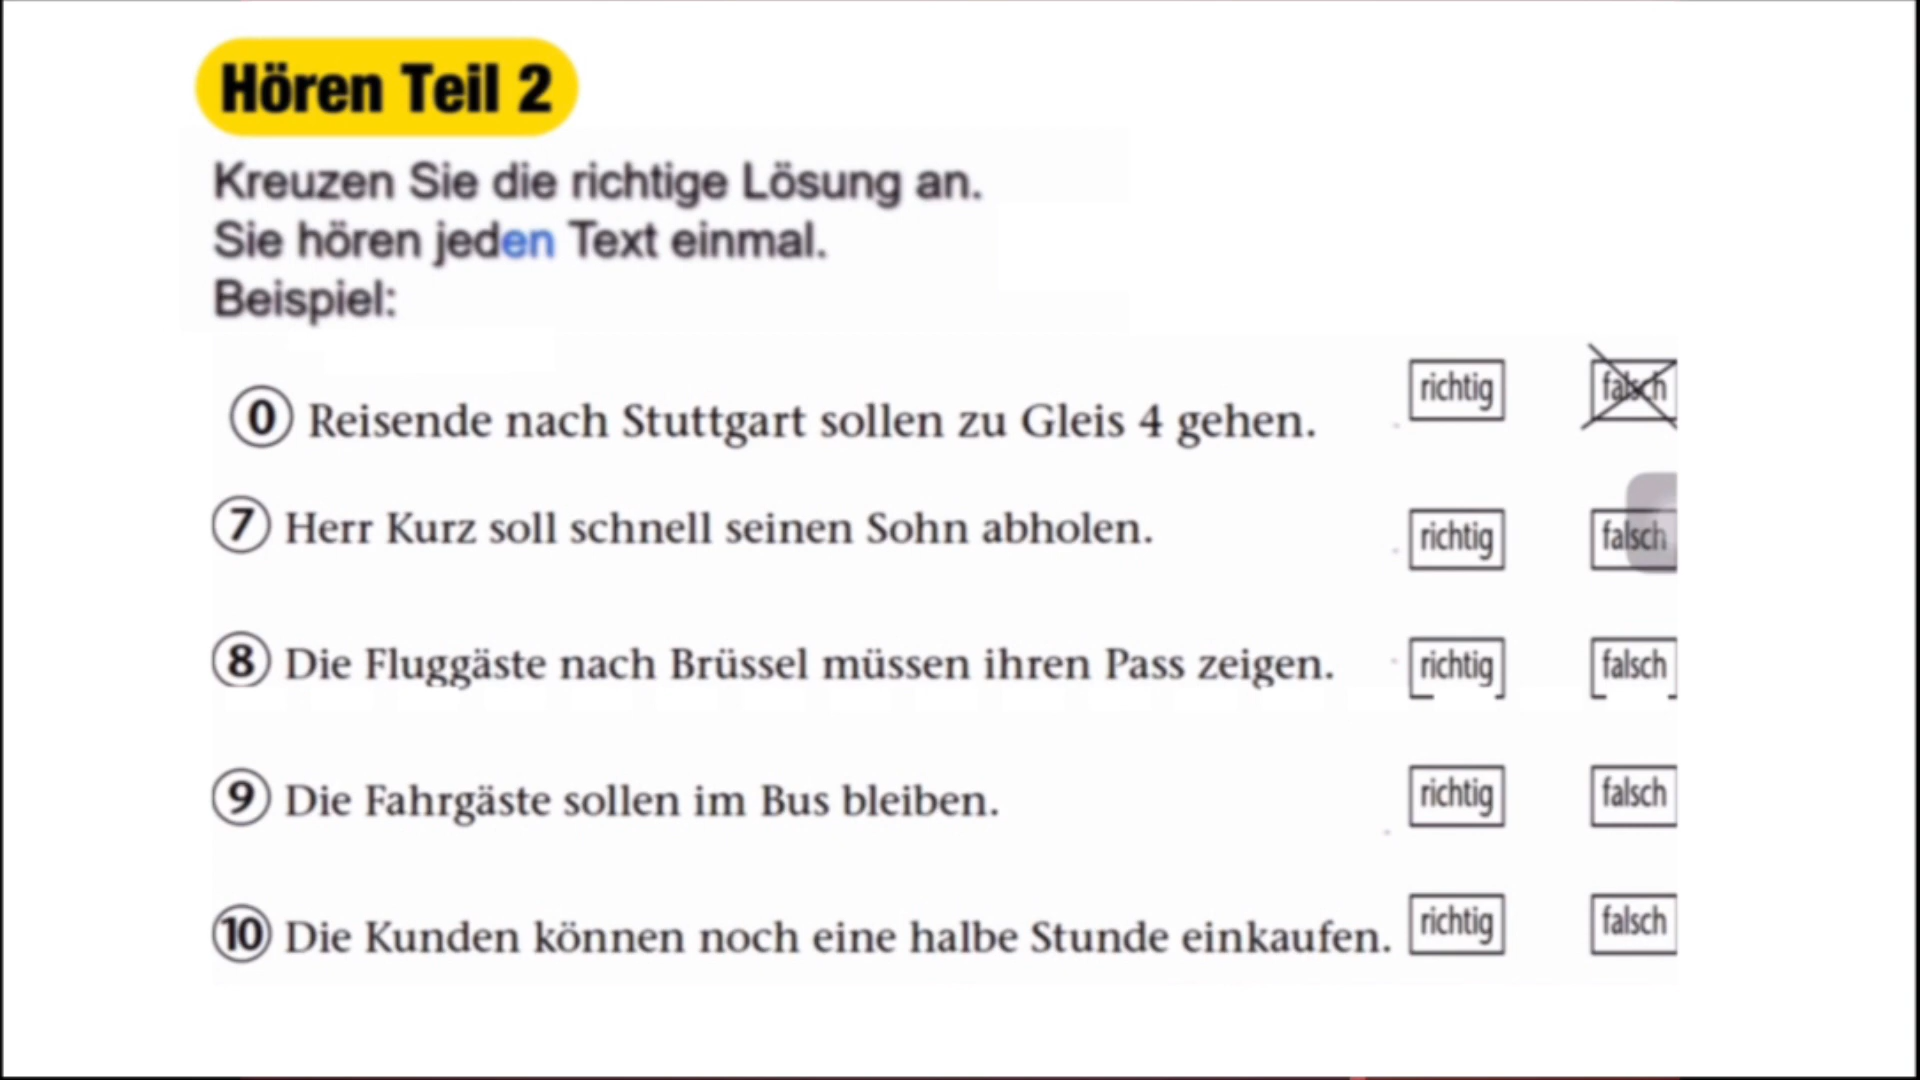 Hören Teil 2
Kreuzen Sie die richtige Lösung an.
Sie hören jeden Text einmal.
Beispiel:
0 Reisende nach Stuttgart sollen zu Gleis 4 gehen. richtig falsch
7 Herr Kurz soll schnell seinen Sohn abholen. richtig falsch
8 Die Fluggäste nach Brüssel müssen ihren Pass zeigen. richtig falsch
9 Die Fahrgäste sollen im Bus bleiben. richtig falsch
10 Die Kunden können noch eine halbe Stunde einkaufen. richtig falsch